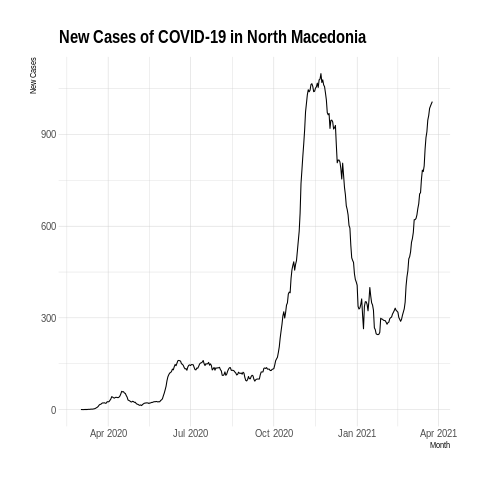 New Cases of COVID-19 in North Macedonia
New Cases
900
600
300
0
Apr 2020 Jul 2020 Oct 2020 Jan 2021 Apr 2021
Month